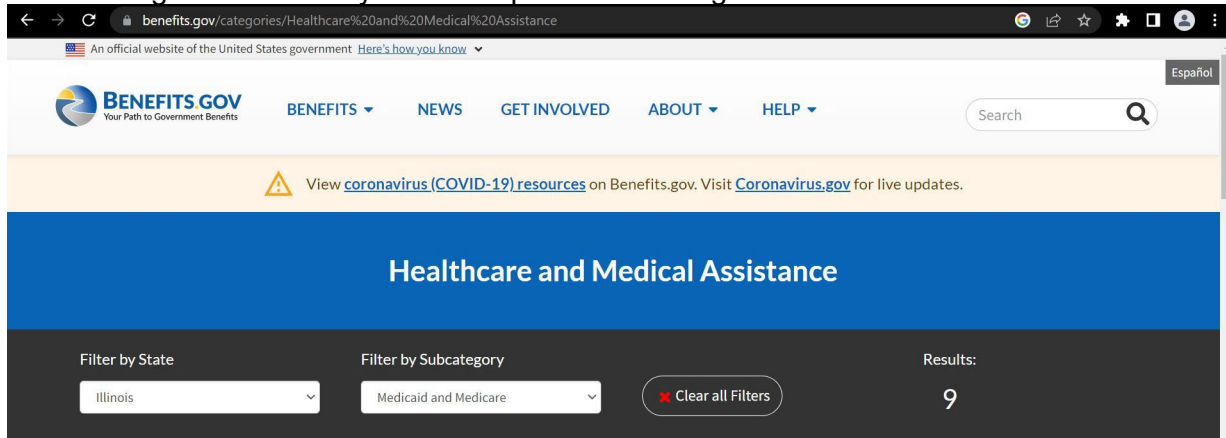 benefits.gov/categories/Healthcare%20and%20Medical%20Assistance
An official website of the United States government Here's how you know
Español
BENEFITS.GOV
Your Path to Government Benefits
BENEFITS NEWS GET INVOLVED ABOUT HELP
Search
View coronavirus (COVID-19) resources on Benefits.gov. Visit Coronavirus.gov for live updates.
Healthcare and Medical Assistance
Filter by State Filter by Subcategory Results:
Illinois Medicaid and Medicare Clear all Filters 9